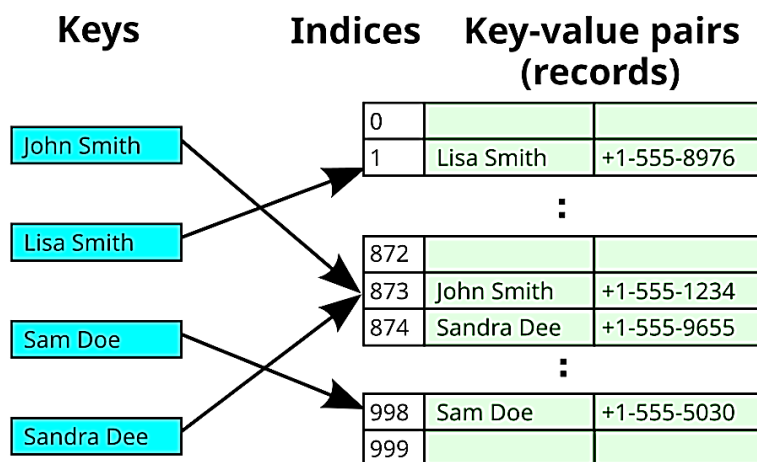 Keys Indices Key-value pairs
(records)
John Smith
Lisa Smith
Sam Doe
Sandra Dee
0
1 Lisa Smith +1-555-8976
:
872
873 John Smith +1-555-1234
874 Sandra Dee +1-555-9655
:
998 Sam Doe +1-555-5030
999